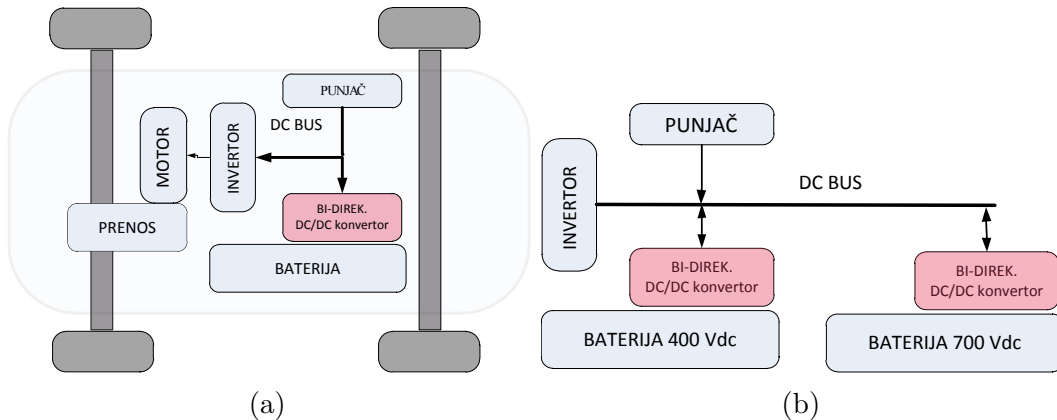 PUNJAČ
DC BUS
MOTOR
INVERTOR
BI-DIREK.
DC/DC konvertor
PRENOS
BATERIJA
(a)
PUNJAČ
INVERTOR
DC BUS
BI-DIREK.
DC/DC konvertor
BI-DIREK.
DC/DC konvertor
BATERIJA 400 Vdc
BATERIJA 700 Vdc
(b)